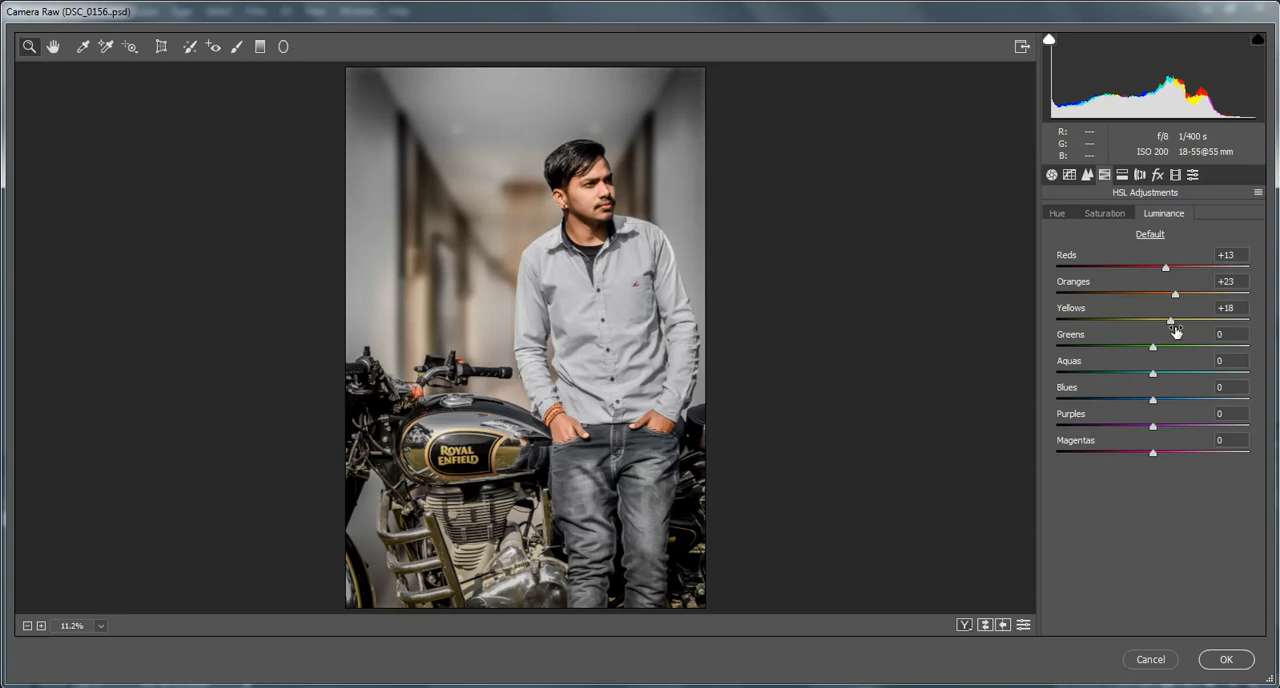 Camera Raw (DSC_0156..psd)
R: ---
G: ---
B: ---
f/8 1/400 s
ISO 200 18-55@55 mm
fx
HSL Adjustments
Hue Saturation Luminance
Default
Reds +13
Oranges +23
Yellows +18
Greens 0
Aquas 0
Blues 0
Purples 0
Magentas 0
ROYAL
ENFIELD
11.2%
Y
Cancel OK